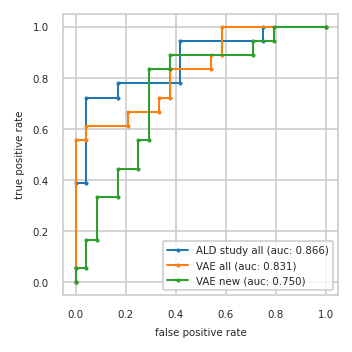 1.0
0.8
0.6
0.4
0.2
0.0
true positive rate
ALD study all (auc: 0.866)
VAE all (auc: 0.831)
VAE new (auc: 0.750)
0.0 0.2 0.4 0.6 0.8 1.0
false positive rate